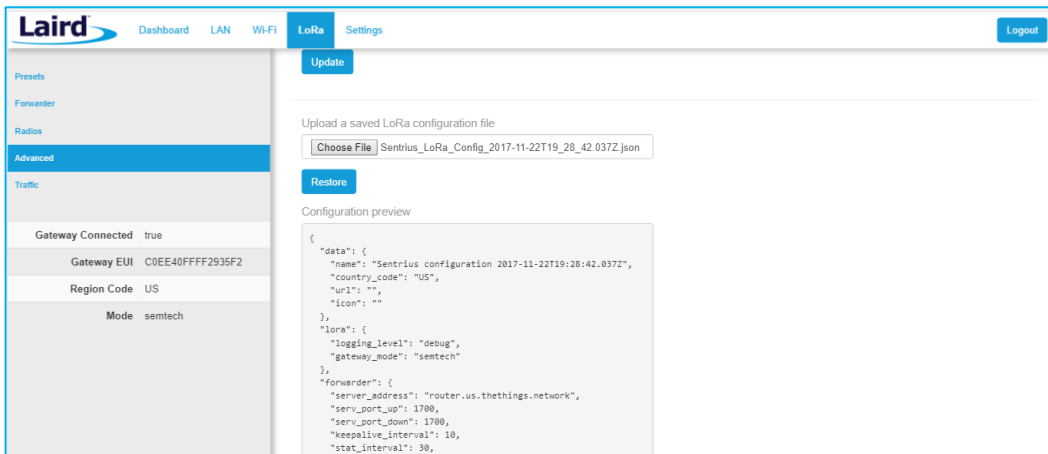 Laird
Dashboard LAN Wi-Fi LoRa Settings Logout
Presets
Forwarder
Radios
Advanced
Traffic
Gateway Connected true
Gateway EUI C0EE40FFFF2935F2
Region Code US
Mode semtech
Update
Upload a saved LoRa configuration file
Choose File Sentrius_LoRa_Config_2017-11-22T19_28_42.037Z.json
Restore
Configuration preview
{
"data": {
"name": "Sentrius configuration 2017-11-22T19:28:42.037Z",
"country_code": "US",
"url": "",
"icon": ""
},
"lora": {
"logging_level": "debug",
"gateway_mode": "semtech"
},
"forwarder": {
"server_address": "router.us.thethings.network",
"serv_port_up": 1700,
"serv_port_down": 1700,
"keepalive_interval": 10,
"stat_interval": 30,